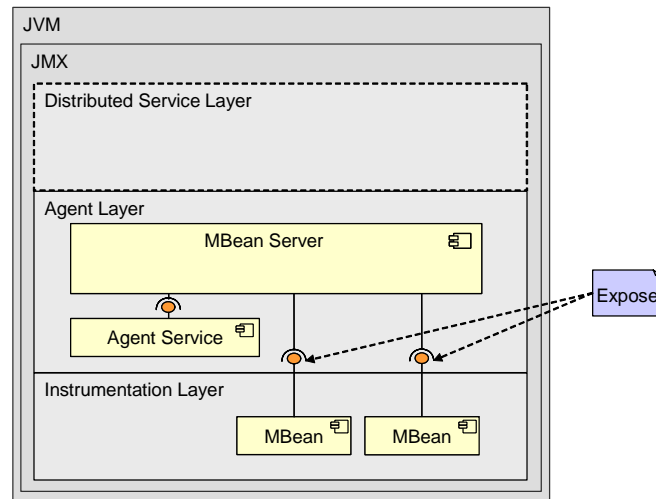 JVM
JMX
Distributed Service Layer
Agent Layer
MBean Server
Agent Service
Expose
Instrumentation Layer
MBean
MBean